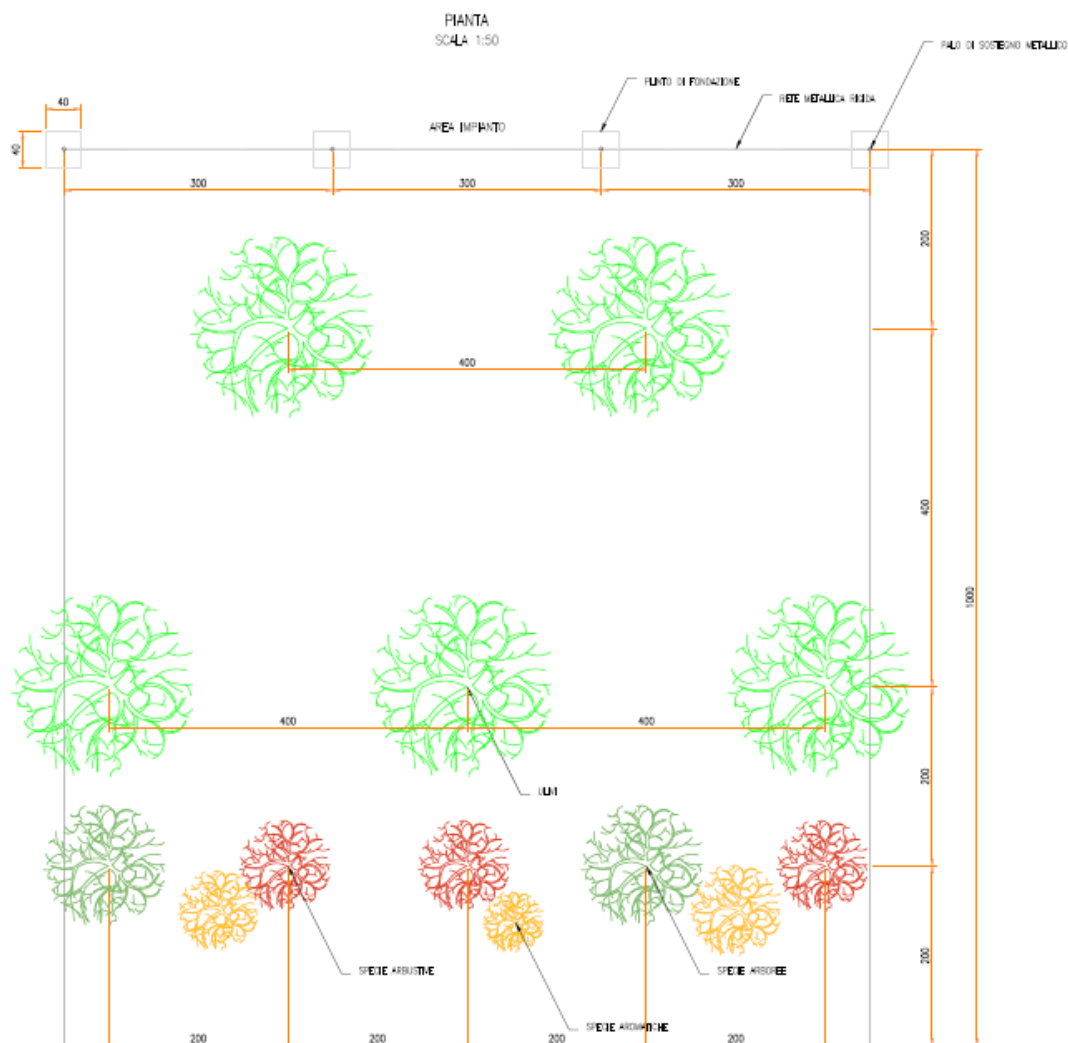 PIANTA
SCALA 1:50
PALO DI SOSTEGNO METALLICO
PLINTO DI FONDAZIONE
RETE METALLICA RIGIDA
40
AREA IMPIANTO
40
300
300
300
200
400
400
1000
400
400
200
ULIVI
200
SPECIE ARBUSTIVE
SPECIE ARBOREE
SPECIE AROMATICHE
200
200
200
200